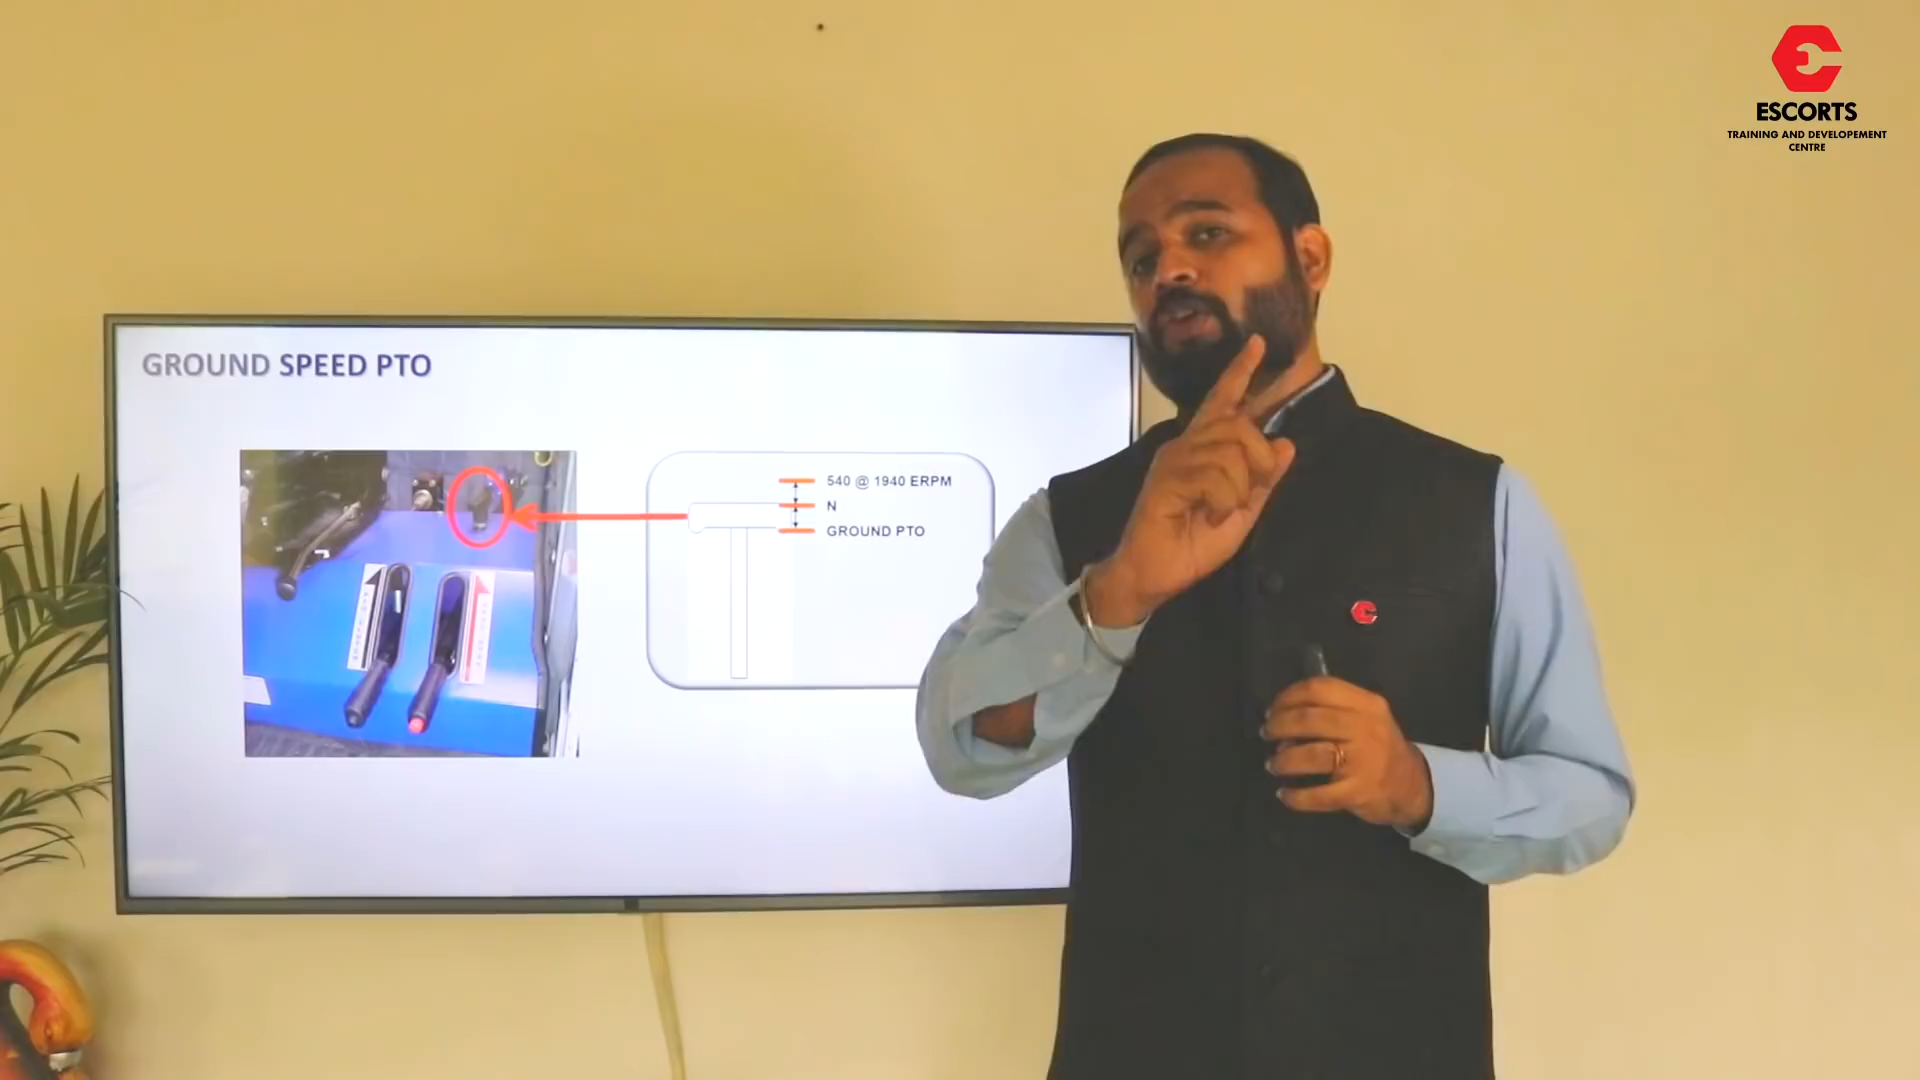 ESCORTS
TRAINING AND DEVELOPEMENT
CENTRE
GROUND SPEED PTO
540 @ 1940 ERPM
N
GROUND PTO